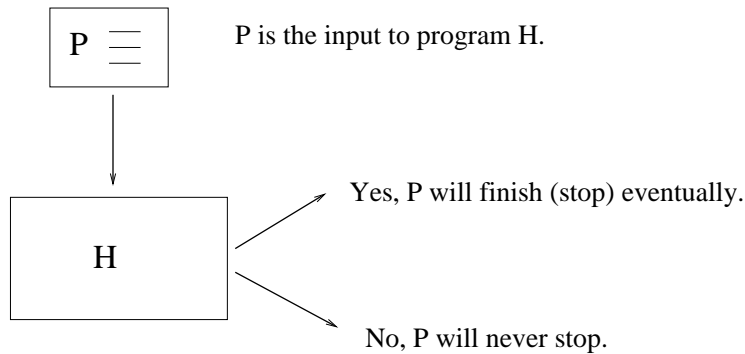 P
P is the input to program H.
Yes, P will finish (stop) eventually.
H
No, P will never stop.